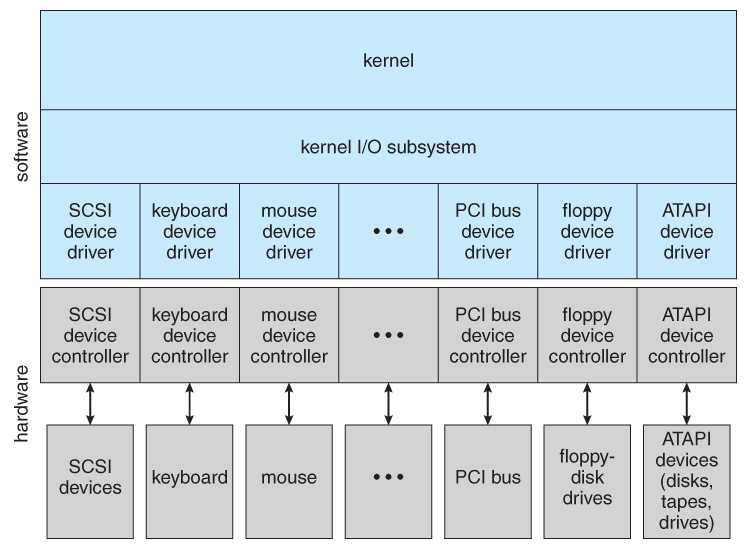 software
kernel
kernel I/O subsystem
SCSI
device
driver
keyboard
device
driver
mouse
device
driver
•••
PCI bus
device
driver
floppy
device
driver
ATAPI
device
driver
hardware
SCSI
device
controller
keyboard
device
controller
mouse
device
controller
•••
PCI bus
device
controller
floppy
device
controller
ATAPI
device
controller
SCSI
devices
keyboard
mouse
•••
PCI bus
floppy-
disk
drives
ATAPI
devices
(disks,
tapes,
drives)